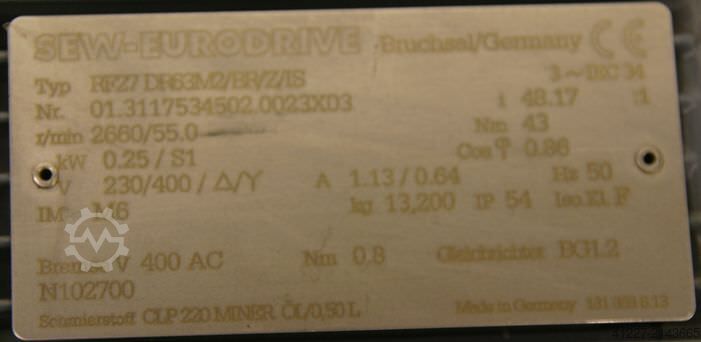 SEW-EURODRIVE Bruchsal/Germany CE
Typ RF27 DR63M2/BR/Z/IS 3~IEC 34
Nr. 01.3117534502.0023X03 i 48.17 :1
r/min 2660/55.0 Nm 43
kW 0.25 / S1 Cos φ 0.86
V 230/400 / Δ/Y A 1.13 / 0.64 Hz 50
IM M6 kg 13,200 IP 54 Iso.Kl. F
Bremse V 400 AC Nm 0.8 Gleichrichter BG1.2
N102700
Schmierstoff CLP 220 MINER. ÖL/0,50 L Made in Germany